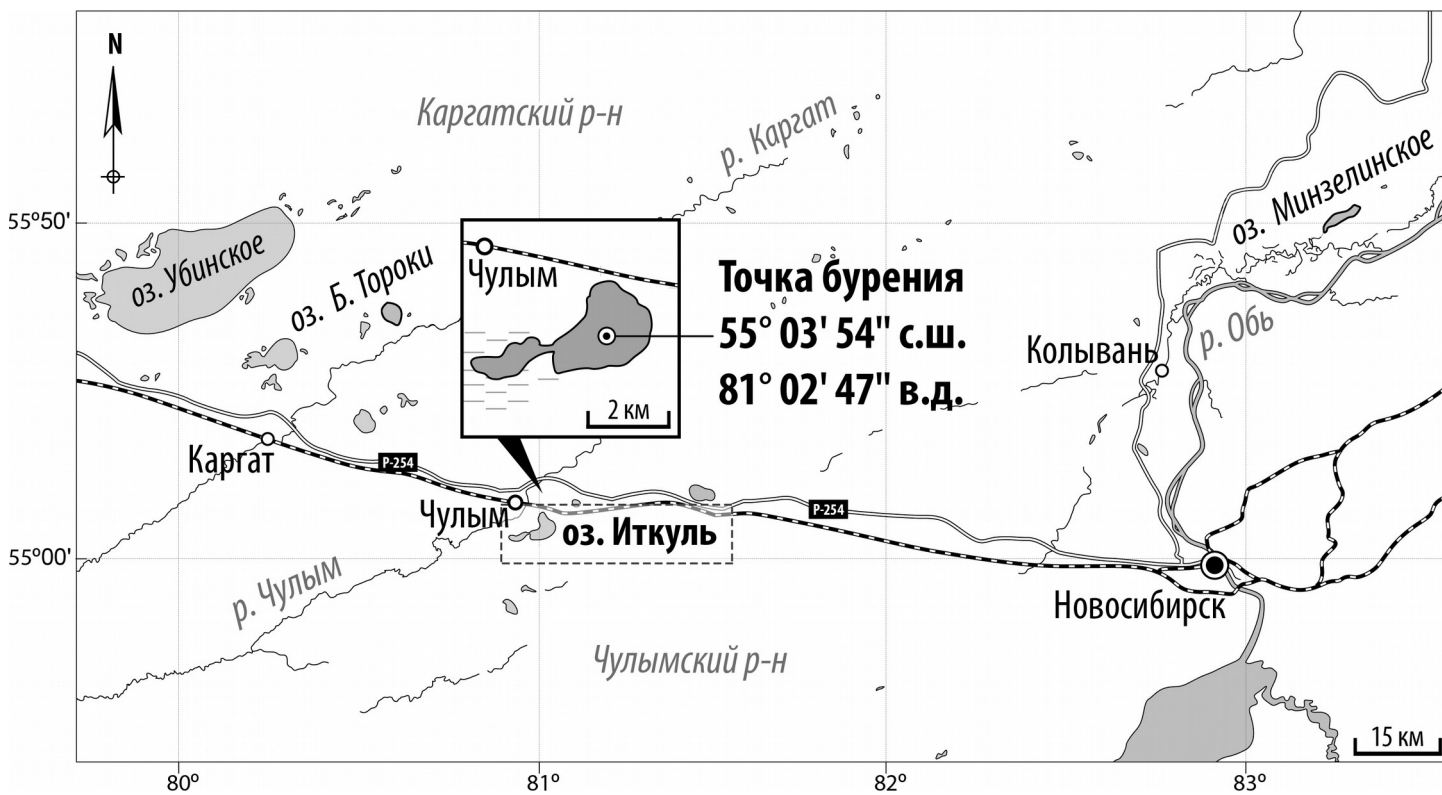 N
Каргатский р-н
р. Каргат
оз. Минзелинское
55°50'
оз. Убинское
оз. Б. Тороки
Чулым
2 км
Точка бурения
55° 03' 54" с.ш.
81° 02' 47" в.д.
р. Обь
Колывань
Каргат
Р-254
Чулым
оз. Иткуль
Р-254
55°00'
р. Чулым
Новосибирск
Чулымский р-н
15 км
80°
81°
82°
83°